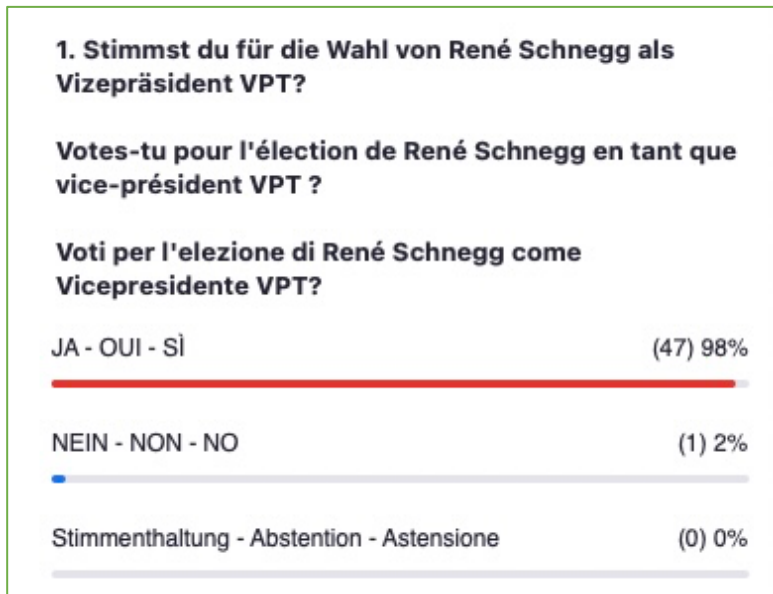 1. Stimmst du für die Wahl von René Schnegg als
Vizepräsident VPT?
Votes-tu pour l'élection de René Schnegg en tant que
vice-président VPT ?
Voti per l'elezione di René Schnegg come
Vicepresidente VPT?
JA - OUI - SÌ (47) 98%
NEIN - NON - NO (1) 2%
Stimmenthaltung - Abstention - Astensione (0) 0%